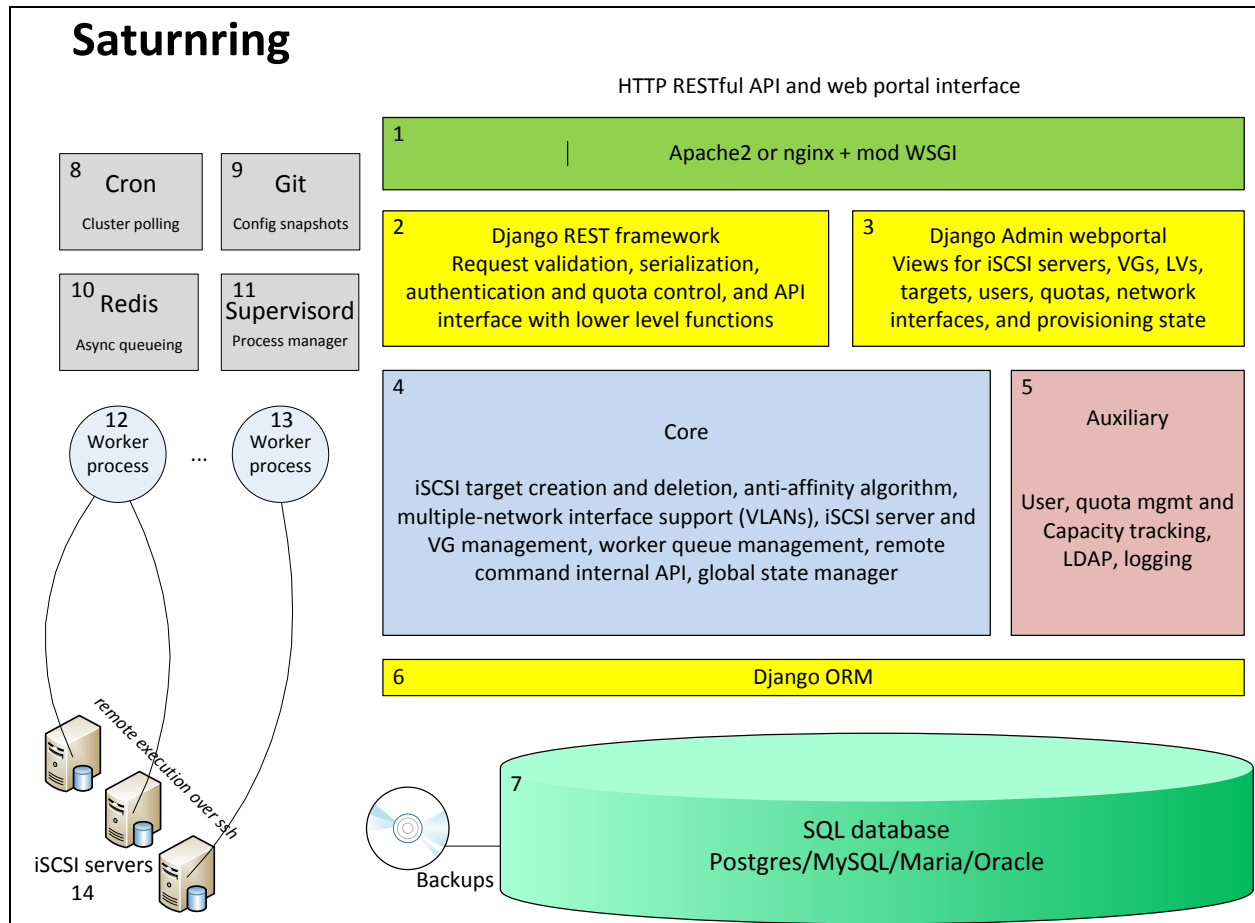 Saturnring
HTTP RESTful API and web portal interface
1
Apache2 or nginx + mod WSGI
8
Cron
Cluster polling
9
Git
Config snapshots
10
Redis
Async queueing
11
Supervisord
Process manager
2
Django REST framework
Request validation, serialization,
authentication and quota control, and API
interface with lower level functions
3
Django Admin webportal
Views for iSCSI servers, VGs, LVs,
targets, users, quotas, network
interfaces, and provisioning state
12
Worker
process
...
13
Worker
process
4
Core
iSCSI target creation and deletion, anti-affinity algorithm,
multiple-network interface support (VLANs), iSCSI server and
VG management, worker queue management, remote
command internal API, global state manager
5
Auxiliary
User, quota mgmt and
Capacity tracking,
LDAP, logging
6
Django ORM
remote execution over ssh
iSCSI servers
14
Backups
7
SQL database
Postgres/MySQL/Maria/Oracle